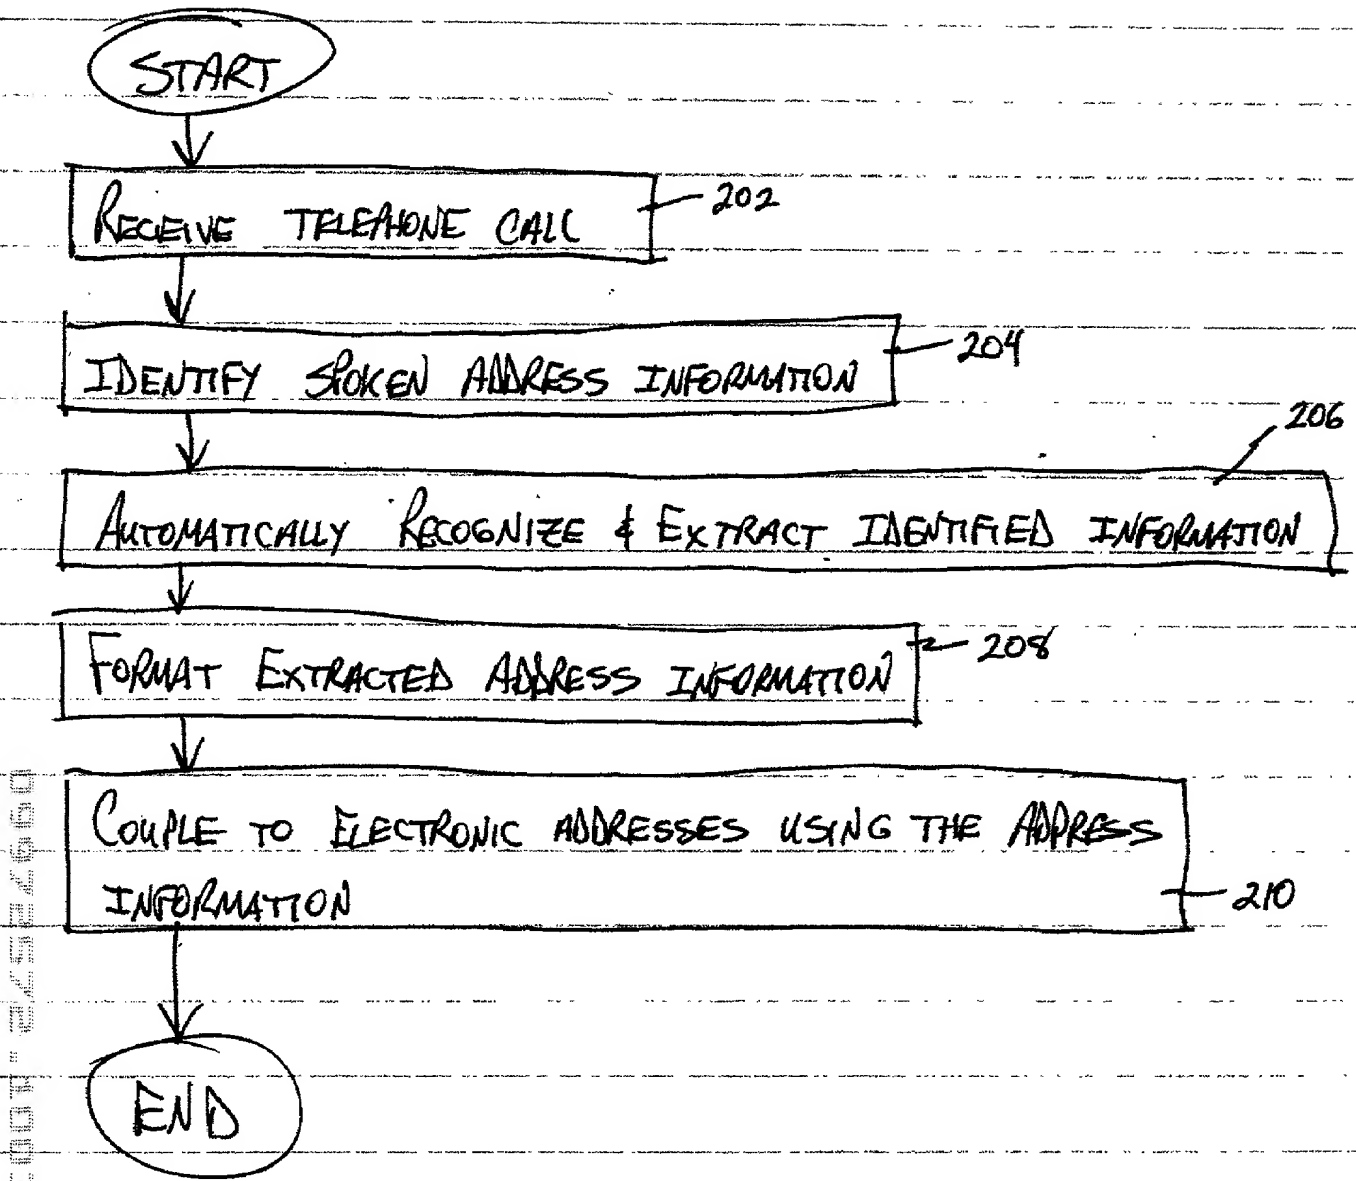 START
RECEIVE TELEPHONE CALL
202
IDENTIFY SPOKEN ADDRESS INFORMATION
204
206
AUTOMATICALLY RECOGNIZE & EXTRACT IDENTIFIED INFORMATION
FORMAT EXTRACTED ADDRESS INFORMATION
208
COUPLE TO ELECTRONIC ADDRESSES USING THE ADDRESS
INFORMATION
210
END